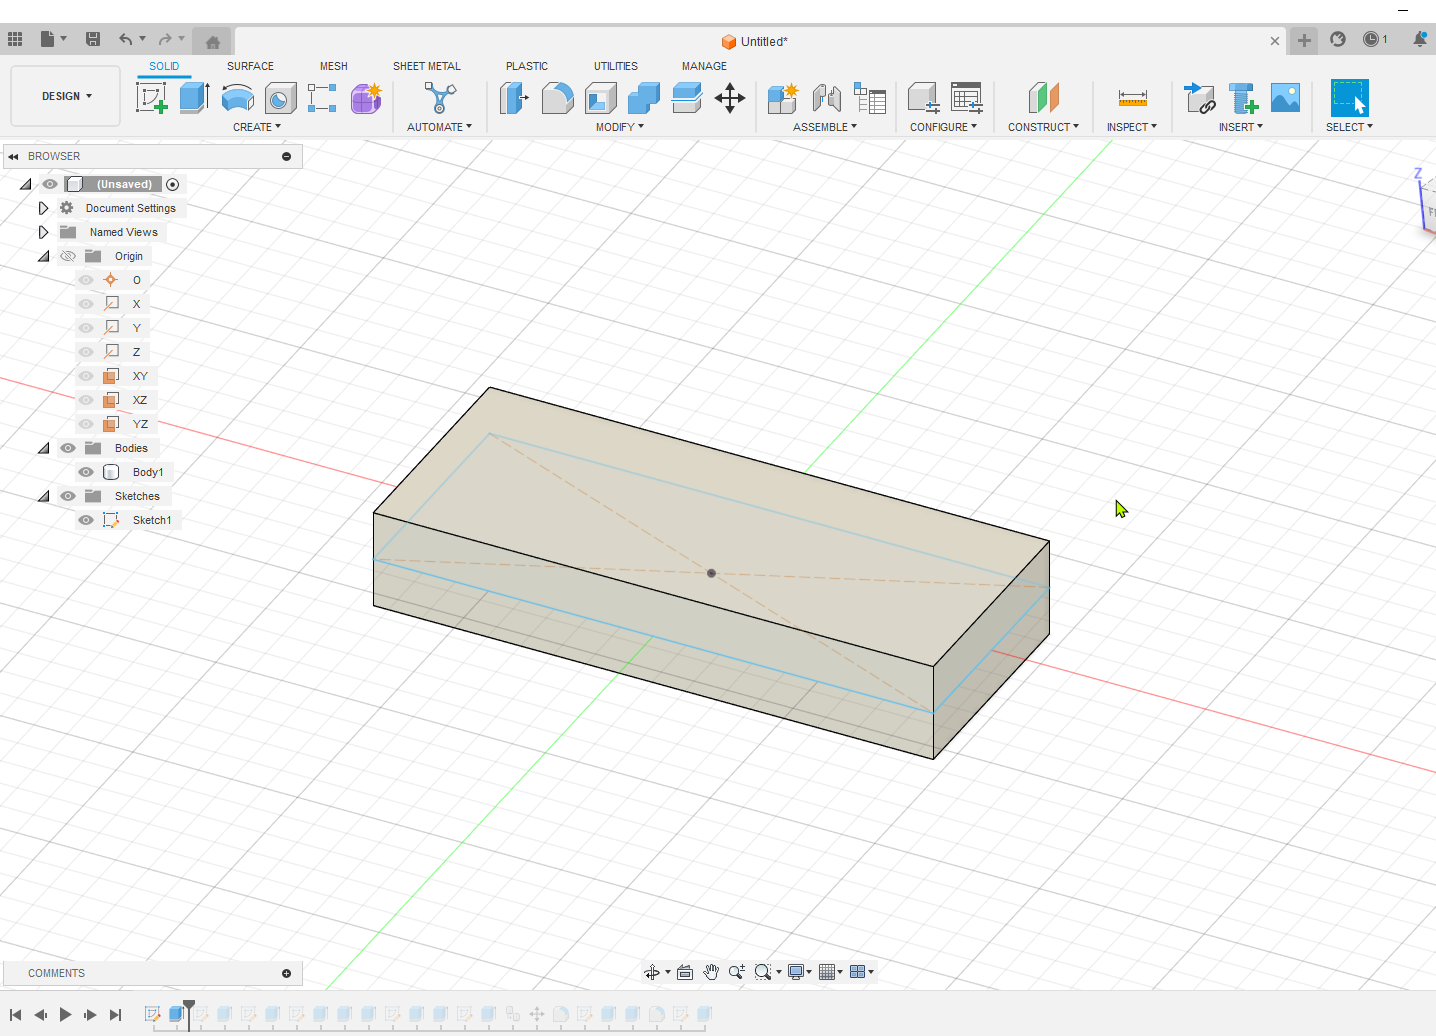 Untitled*
1
DESIGN
SOLID SURFACE MESH SHEET METAL PLASTIC UTILITIES MANAGE
CREATE AUTOMATE MODIFY ASSEMBLE CONFIGURE CONSTRUCT INSPECT INSERT SELECT
BROWSER
(Unsaved)
Document Settings
Named Views
Origin
O
X
Y
Z
XY
XZ
YZ
Bodies
Body1
Sketches
Sketch1
Z
COMMENTS